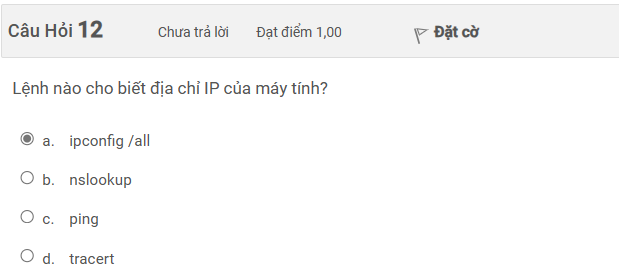 Câu Hỏi 12 Chưa trả lời Đạt điểm 1,00 Đặt cờ
Lệnh nào cho biết địa chỉ IP của máy tính?
a. ipconfig /all
b. nslookup
c. ping
d. tracert